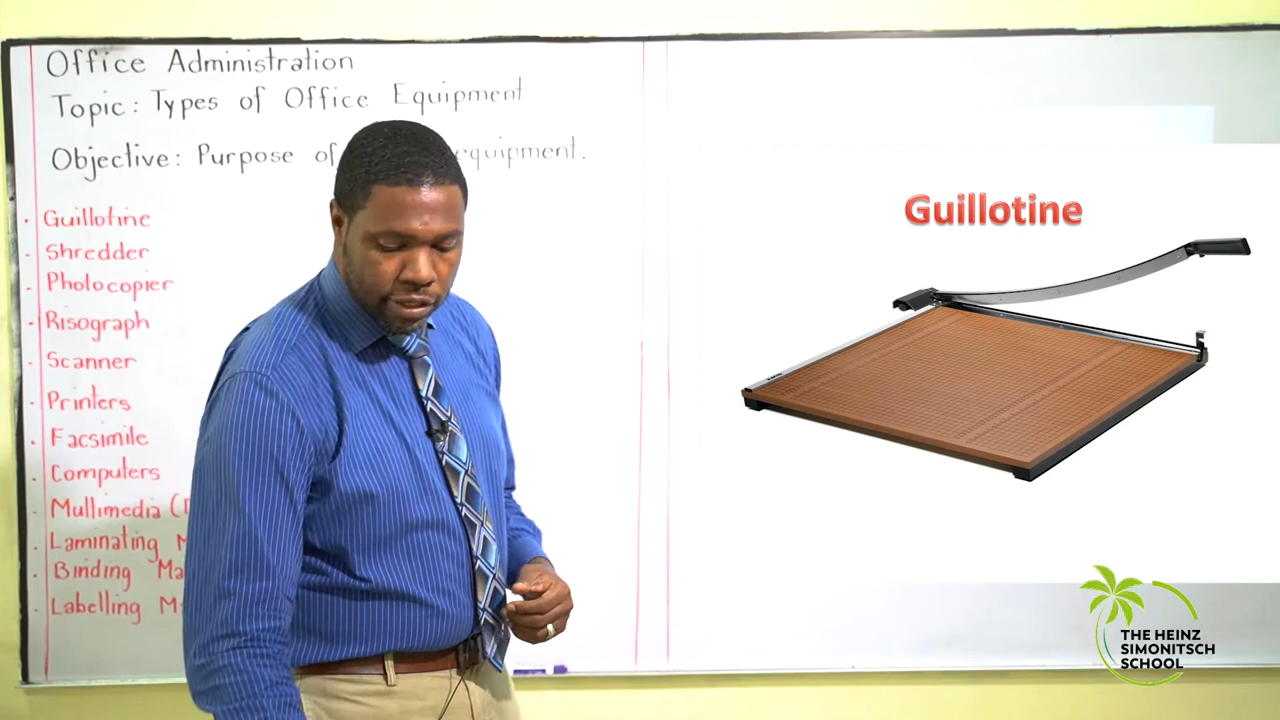 Office Administration
Topic: Types of Office Equipment
Objective: Purpose of equipment.
· Guillotine
· Shredder
· Photocopier
· Risograph
· Scanner
· Printers
· Facsimile
· Computers
· Multimedia (
· Laminating M
· Binding Ma
· Labelling M
Guillotine
THE HEINZ
SIMONITSCH
SCHOOL